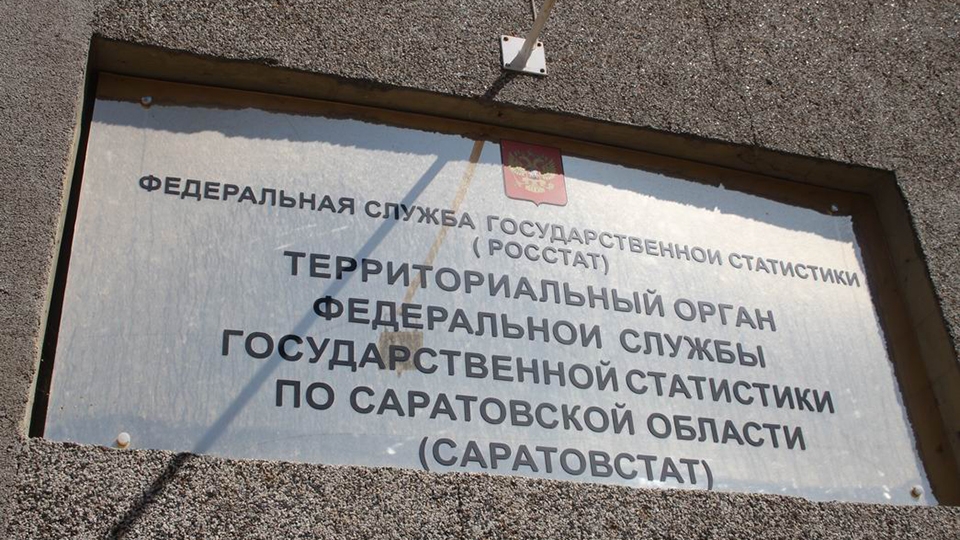 ФЕДЕРАЛЬНАЯ СЛУЖБА ГОСУДАРСТВЕННОЙ СТАТИСТИКИ
( РОССТАТ)
ТЕРРИТОРИАЛЬНЫЙ ОРГАН
ФЕДЕРАЛЬНОЙ СЛУЖБЫ
ГОСУДАРСТВЕННОЙ СТАТИСТИКИ
ПО САРАТОВСКОЙ ОБЛАСТИ
(САРАТОВСТАТ)